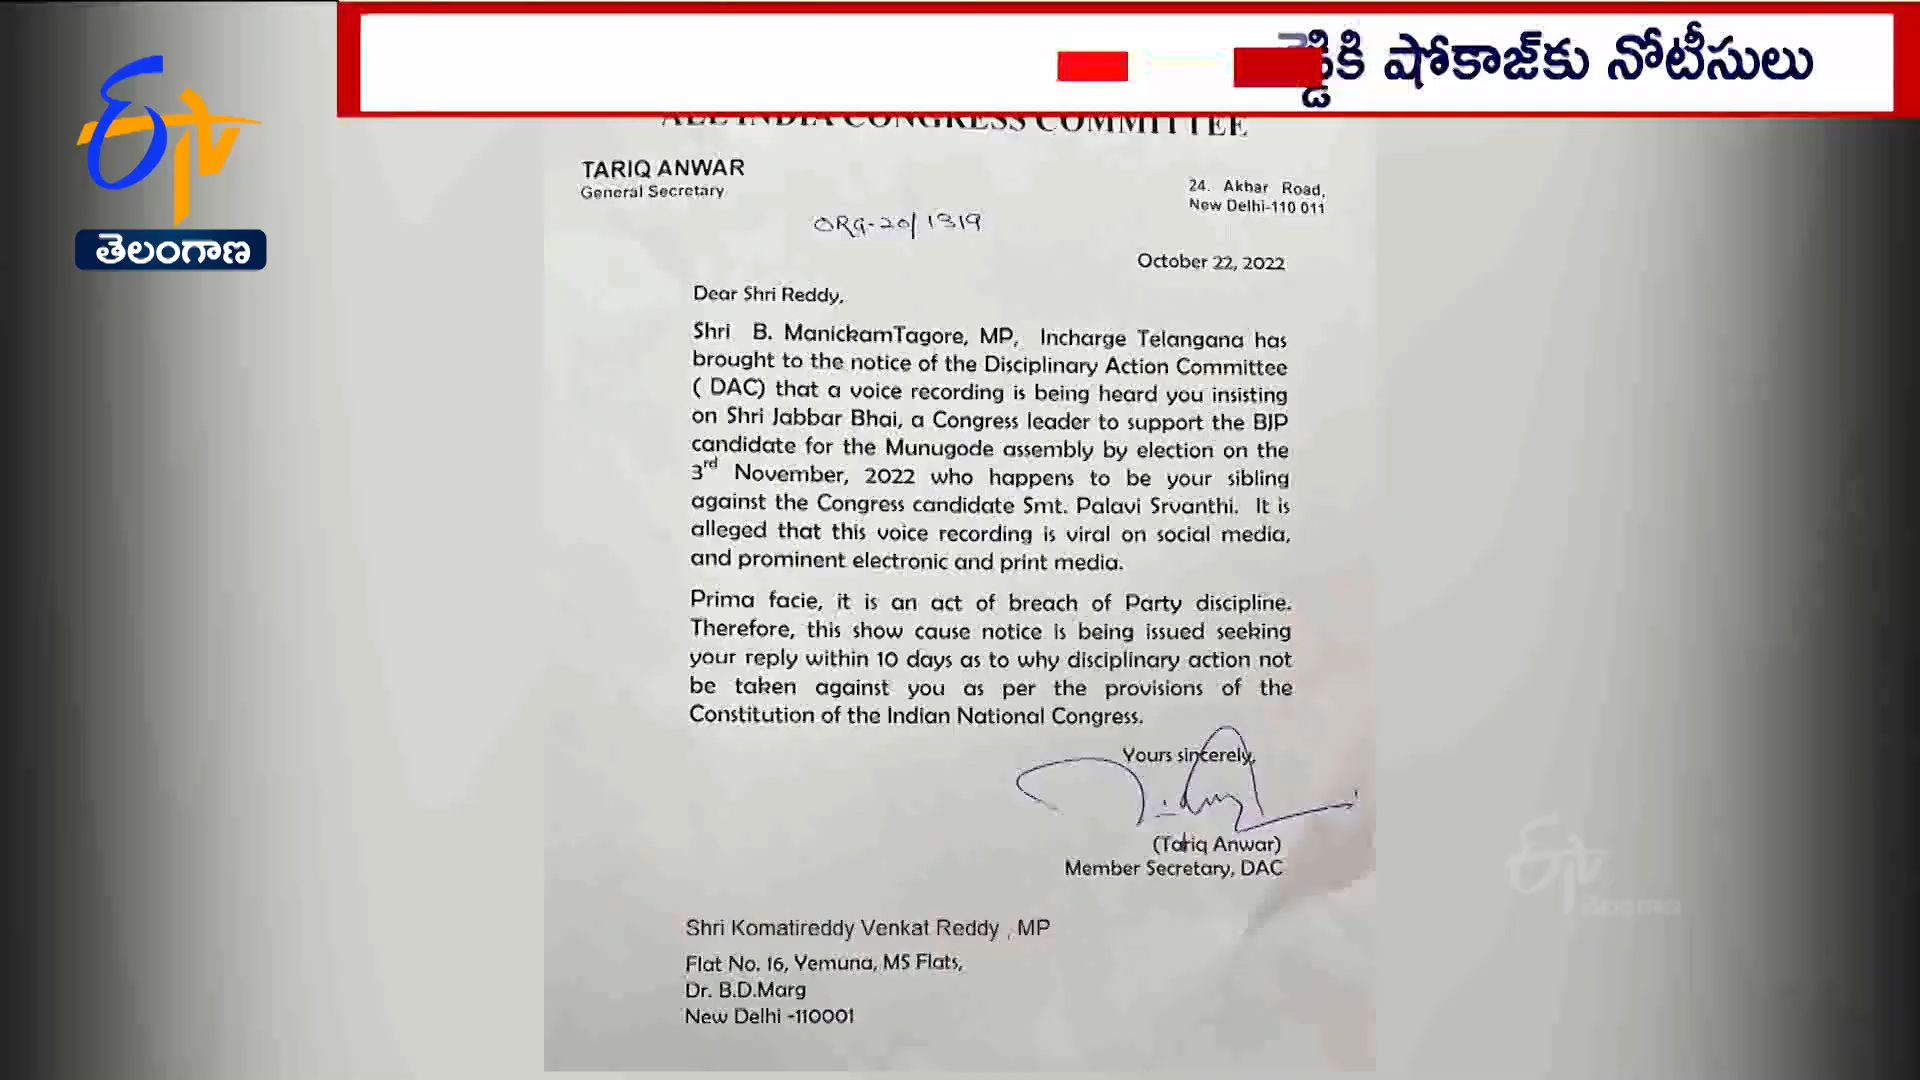 షోకాజ్‌కు నోటీసులు
ETV
తెలంగాణ
ALL INDIA CONGRESS COMMITTEE
TARIQ ANWAR
General Secretary
24. Akbar Road,
New Delhi-110 011
ORG-20/1319
October 22, 2022
Dear Shri Reddy,
Shri B. ManickamTagore, MP, Incharge Telangana has
brought to the notice of the Disciplinary Action Committee
( DAC) that a voice recording is being heard you insisting
on Shri Jabbar Bhai, a Congress leader to support the BJP
candidate for the Munugode assembly by election on the
3rd November, 2022 who happens to be your sibling
against the Congress candidate Smt. Palavi Srvanthi. It is
alleged that this voice recording is viral on social media,
and prominent electronic and print media.
Prima facie, it is an act of breach of Party discipline.
Therefore, this show cause notice is being issued seeking
your reply within 10 days as to why disciplinary action not
be taken against you as per the provisions of the
Constitution of the Indian National Congress.
Yours sincerely,
(Tariq Anwar)
Member Secretary, DAC
Shri Komatireddy Venkat Reddy , MP
Flat No. 16, Yemuna, MS Flats,
Dr. B.D.Marg
New Delhi -110001